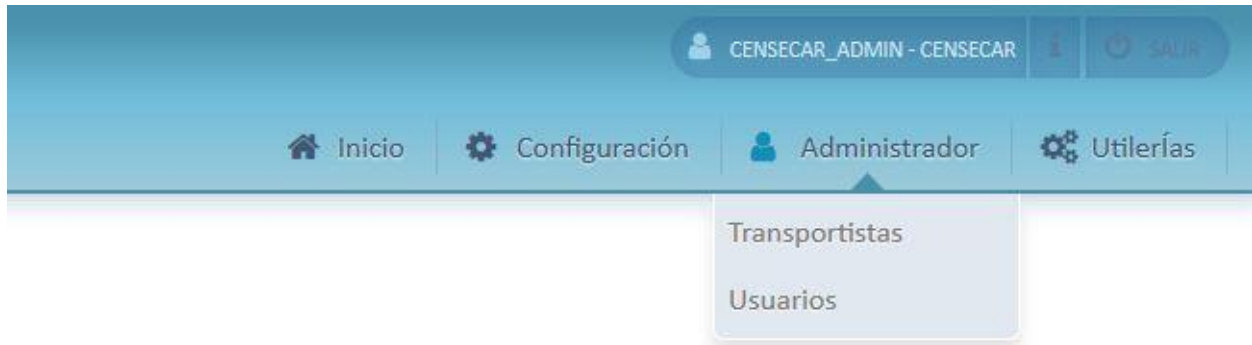 CENSECAR_ADMIN - CENSECAR i SALIR
Inicio Configuración Administrador Utilerías
Transportistas
Usuarios